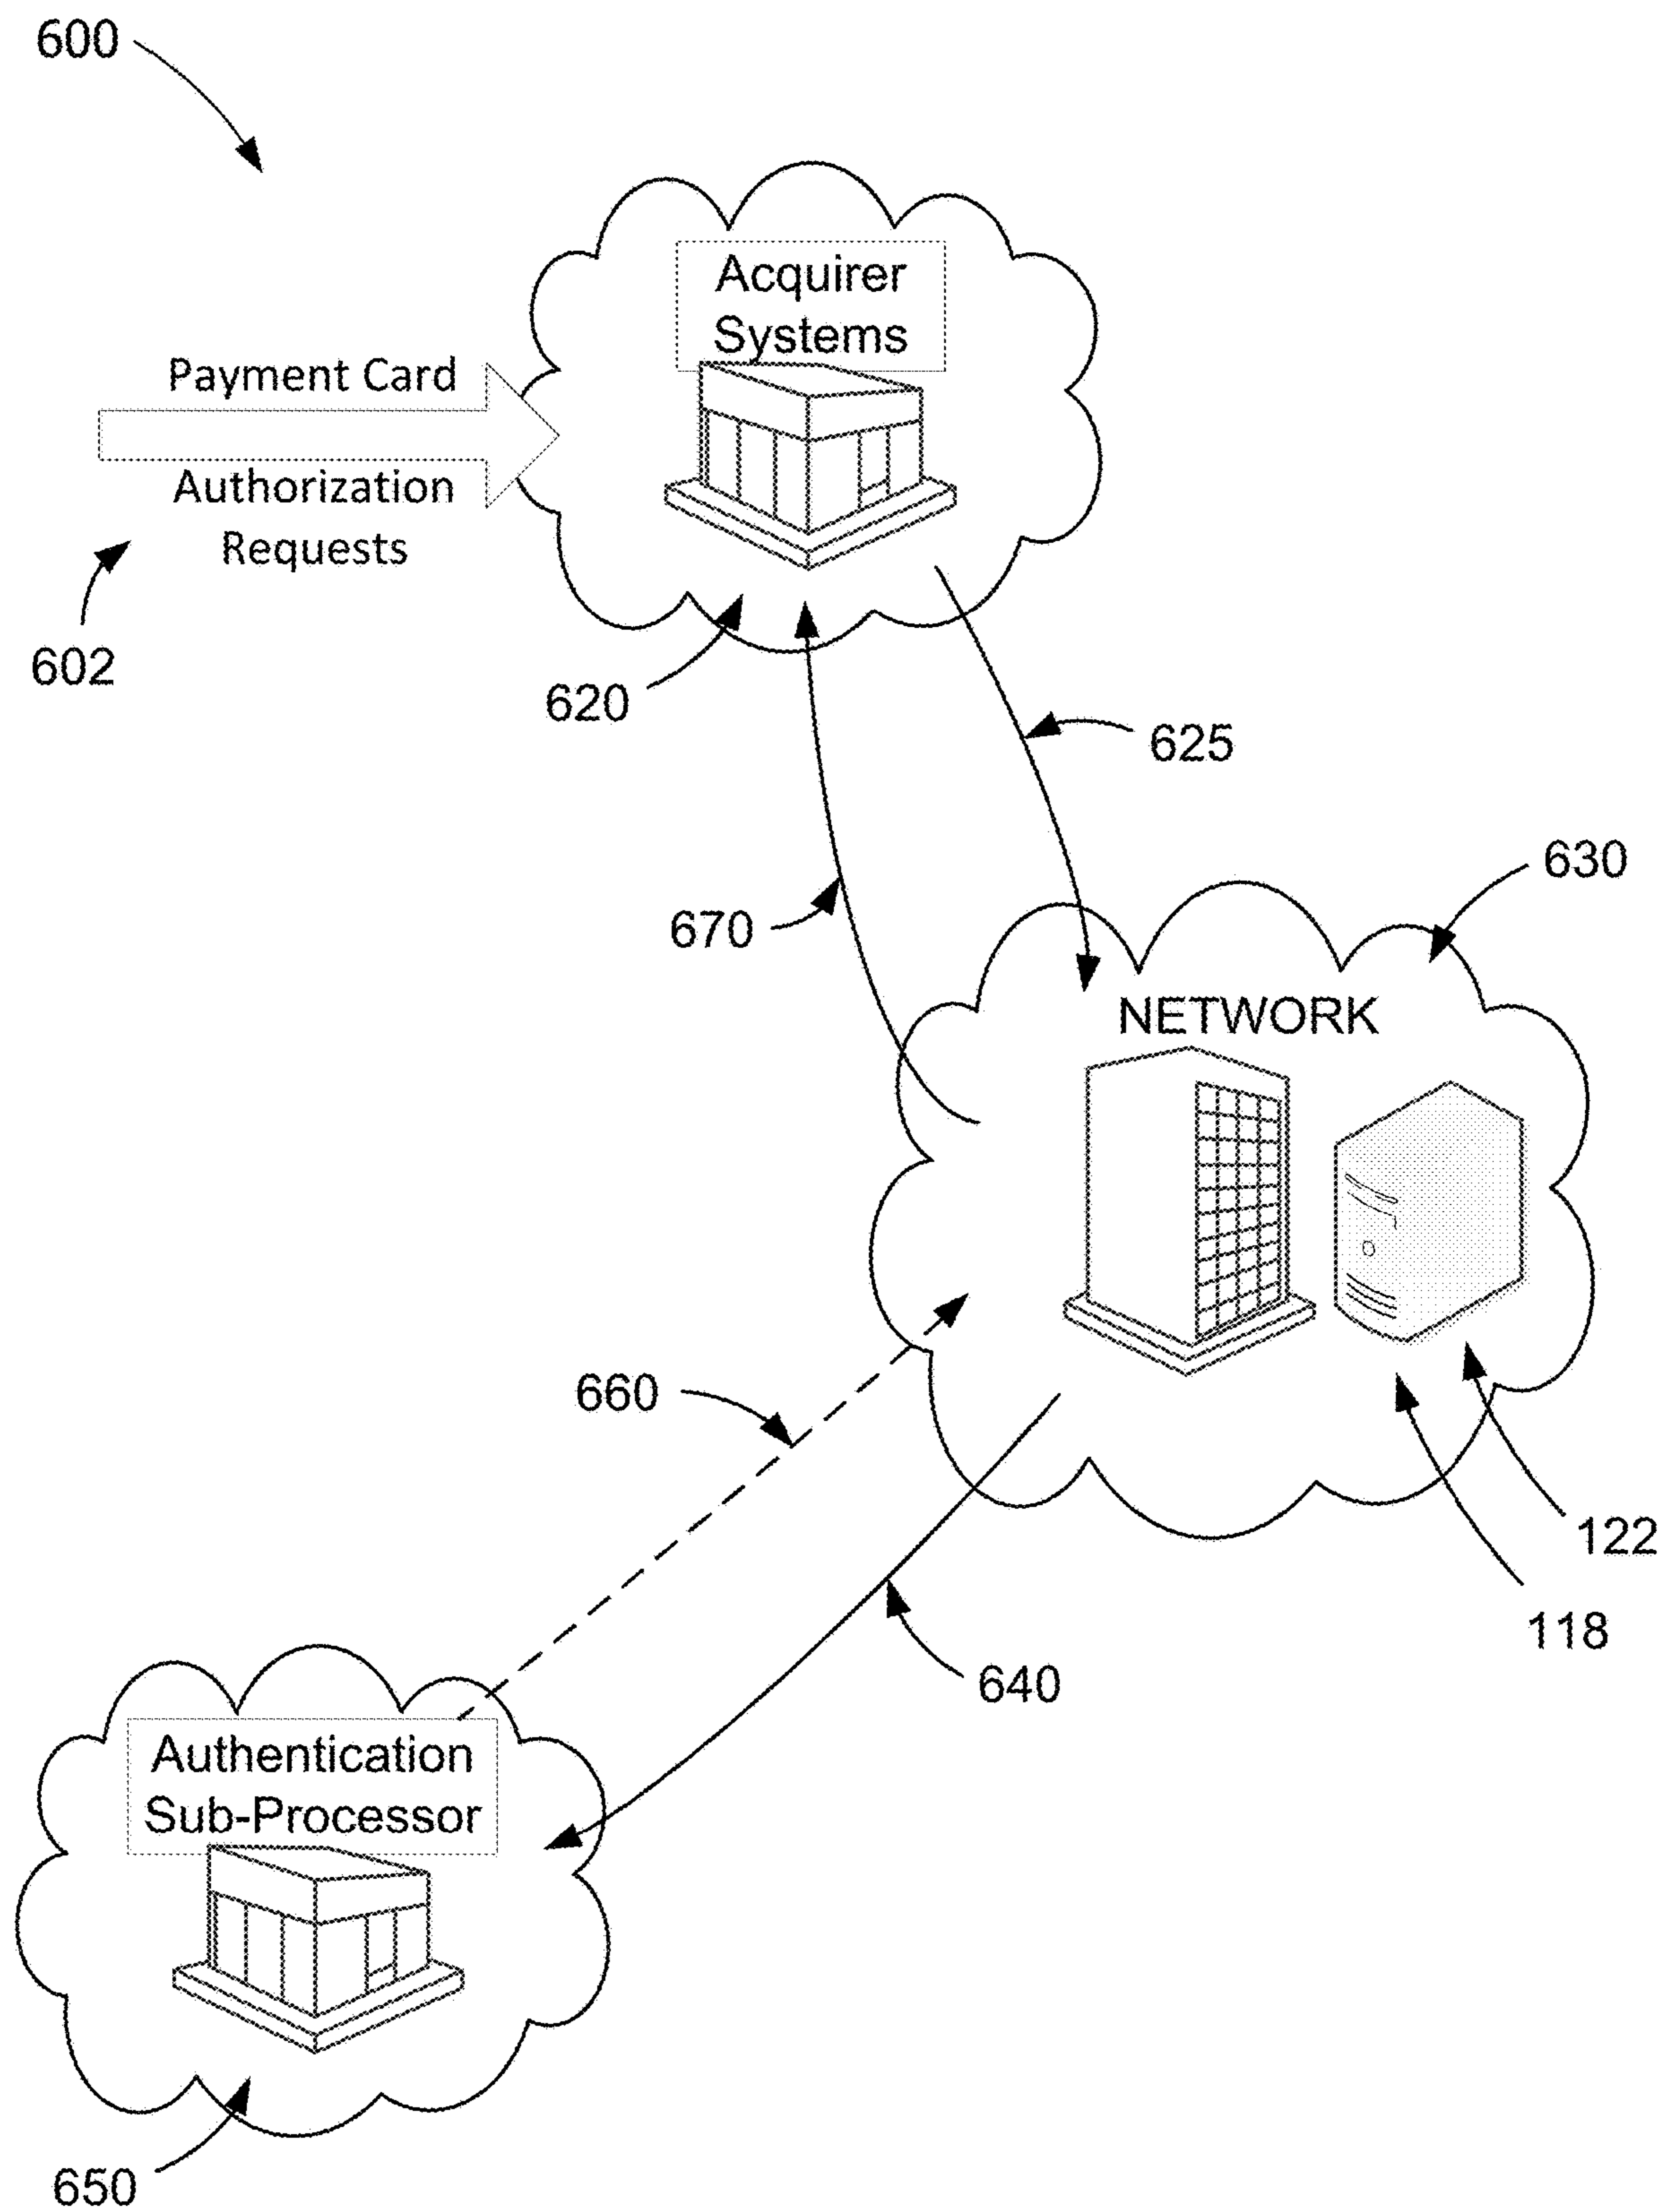 600
Acquirer
Systems
Payment Card
Authorization
Requests
602
620
625
630
670
NETWORK
660
122
118
640
Authentication
Sub-Processor
650